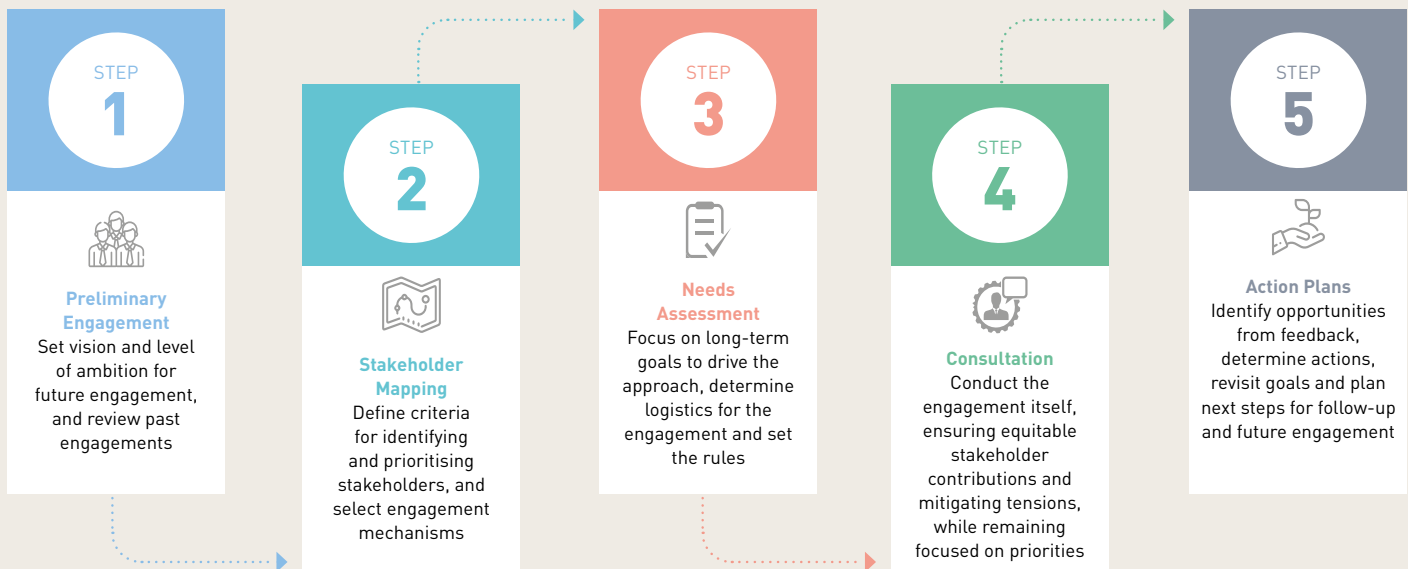 STEP
1
Preliminary
Engagement
Set vision and level
of ambition for
future engagement,
and review past
engagements
STEP
2
Stakeholder
Mapping
Define criteria
for identifying
and prioritising
stakeholders, and
select engagement
mechanisms
STEP
3
Needs
Assessment
Focus on long-term
goals to drive the
approach, determine
logistics for the
engagement and set
the rules
STEP
4
Consultation
Conduct the
engagement itself,
ensuring equitable
stakeholder
contributions and
mitigating tensions,
while remaining
focused on priorities
STEP
5
Action Plans
Identify opportunities
from feedback,
determine actions,
revisit goals and plan
next steps for follow-up
and future engagement